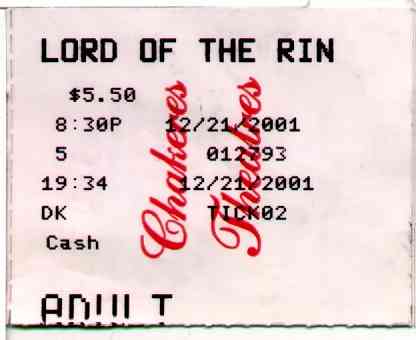 LORD OF THE RIN
$5.50
8:30P 12/21/2001
5 012793
19:34 12/21/2001
DK TICK02
Cash
ADULT
Chakeres
Theatres